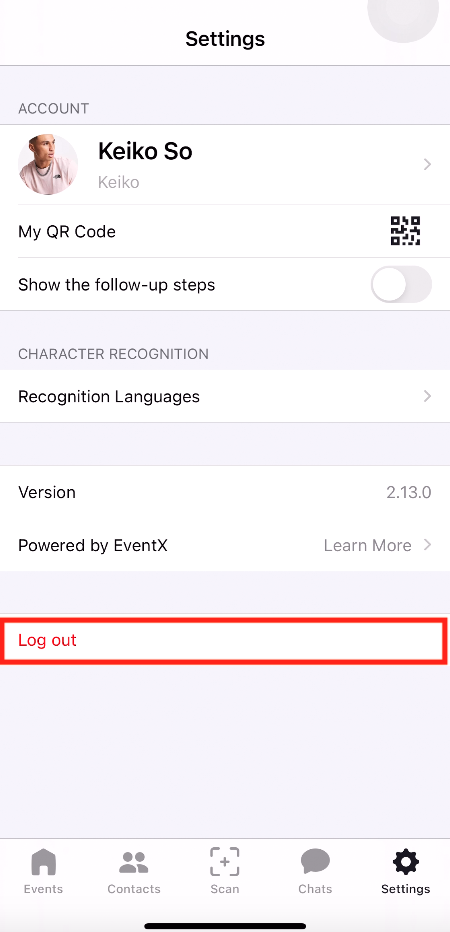 Settings
ACCOUNT
Keiko So
Keiko
My QR Code
Show the follow-up steps
CHARACTER RECOGNITION
Recognition Languages
Version 2.13.0
Powered by EventX Learn More
Log out
Events Contacts Scan Chats Settings